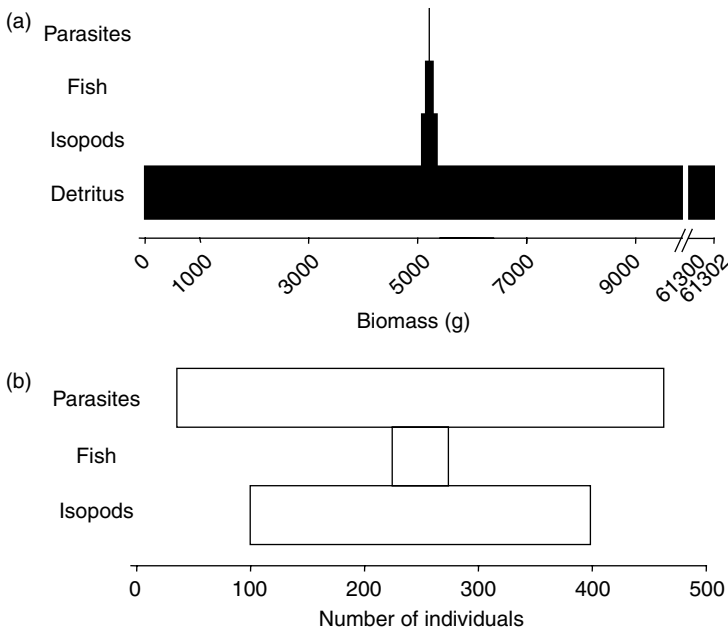 (a)
Parasites
Fish
Isopods
Detritus
0 1000 3000 5000 7000 9000 61300 61302
Biomass (g)
(b)
Parasites
Fish
Isopods
0 100 200 300 400 500
Number of individuals